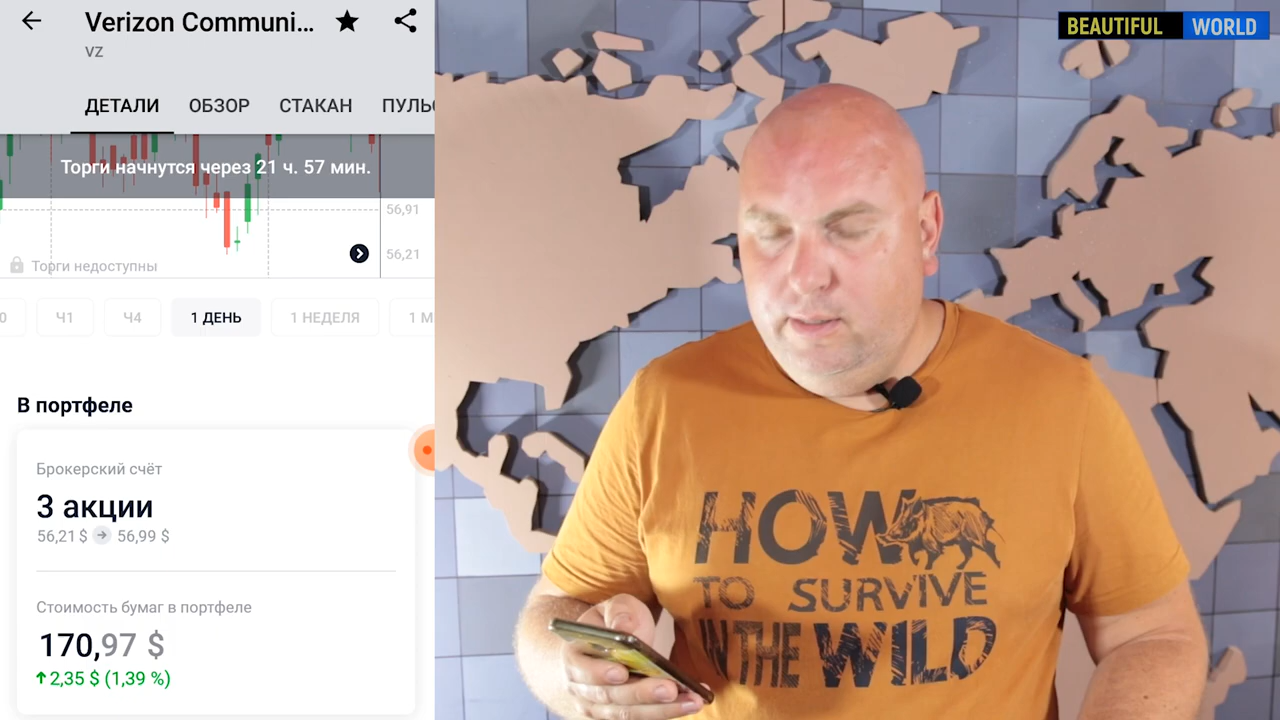 Verizon Communi...
VZ
ДЕТАЛИ ОБЗОР СТАКАН
Торги начнутся через 21 ч. 57 мин.
56,91
56,21
Торги недоступны
Ч1 Ч4 1 ДЕНЬ 1 НЕДЕЛЯ 1 М
В портфеле
Брокерский счёт
3 акции
56,21 $ 56,99 $
Стоимость бумаг в портфеле
170,97 $
2,35 $ (1,39 %)
BEAUTIFUL WORLD
HOW
TO SURVIVE
IN THE WILD